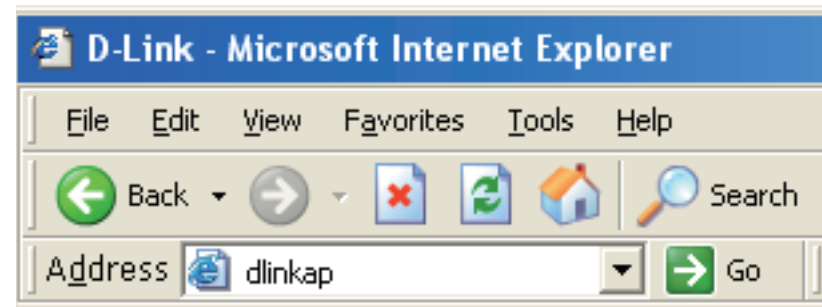 D-Link - Microsoft Internet Explorer
File Edit View Favorites Tools Help
Back Search
Address dlinkap Go